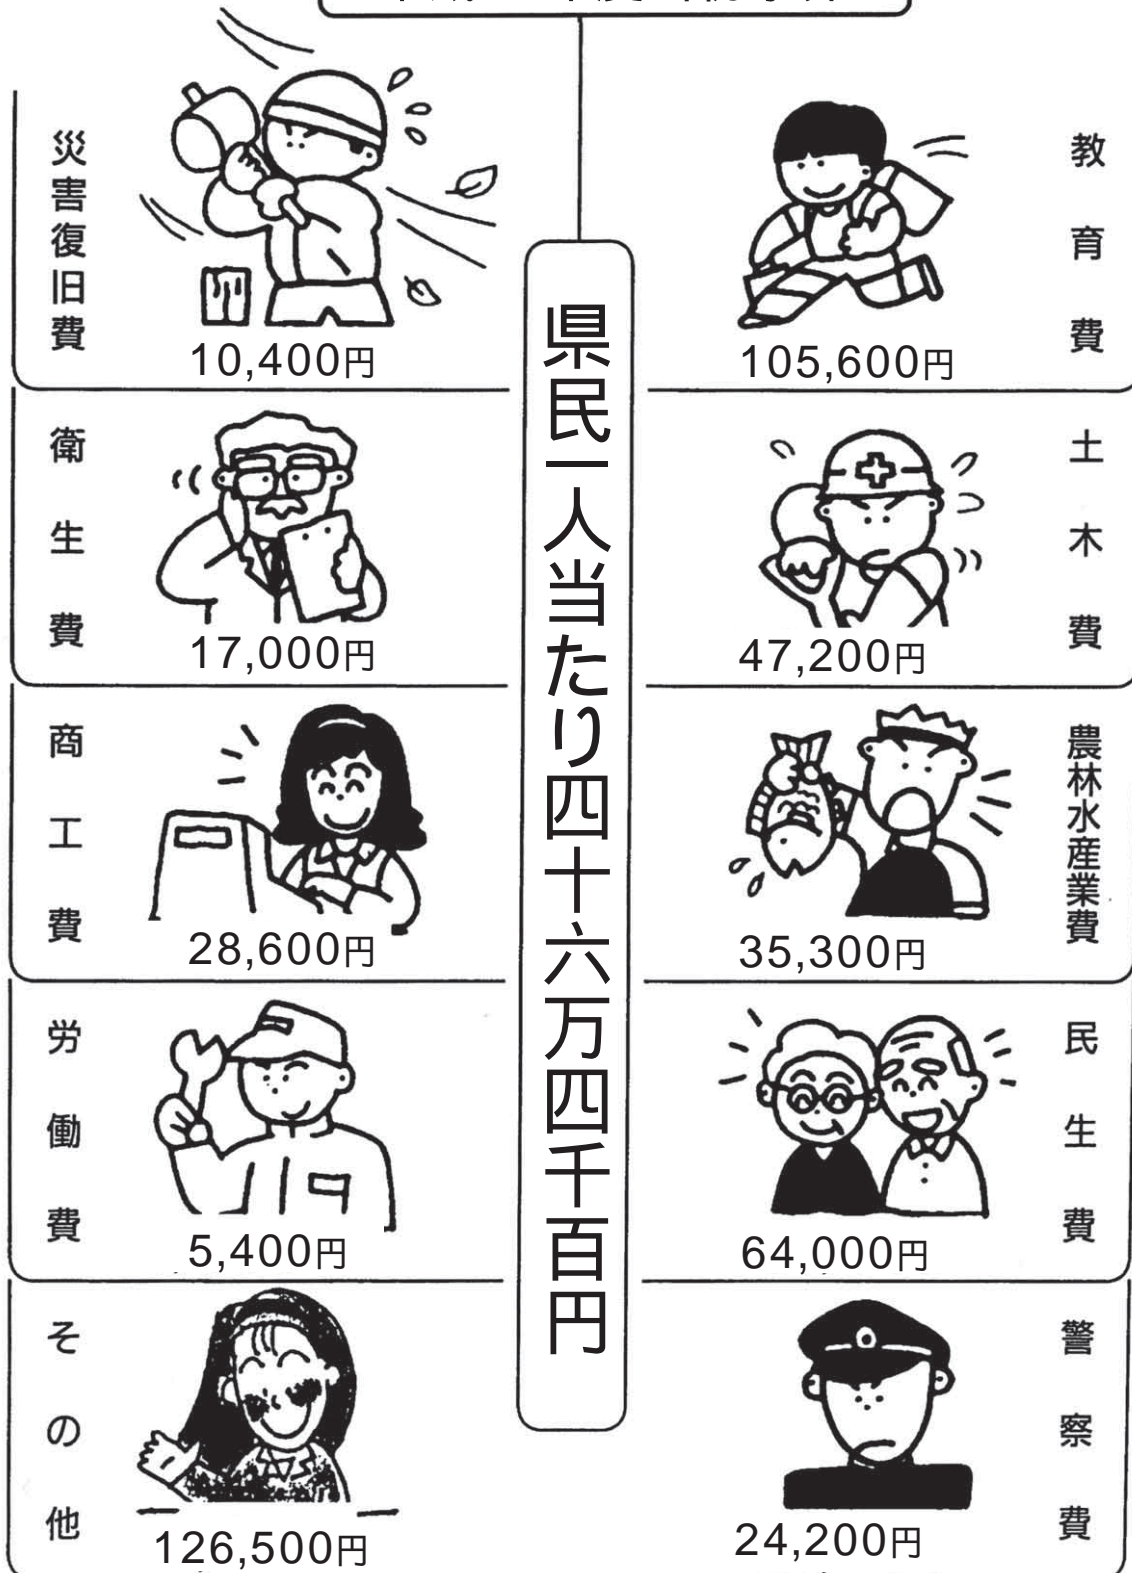 県民一人当たり四十六万四千百円
教育費
105,600円
土木費
47,200円
農林水産業費
35,300円
民生費
64,000円
警察費
24,200円
災害復旧費
10,400円
衛生費
17,000円
商工費
28,600円
労働費
5,400円
その他
126,500円